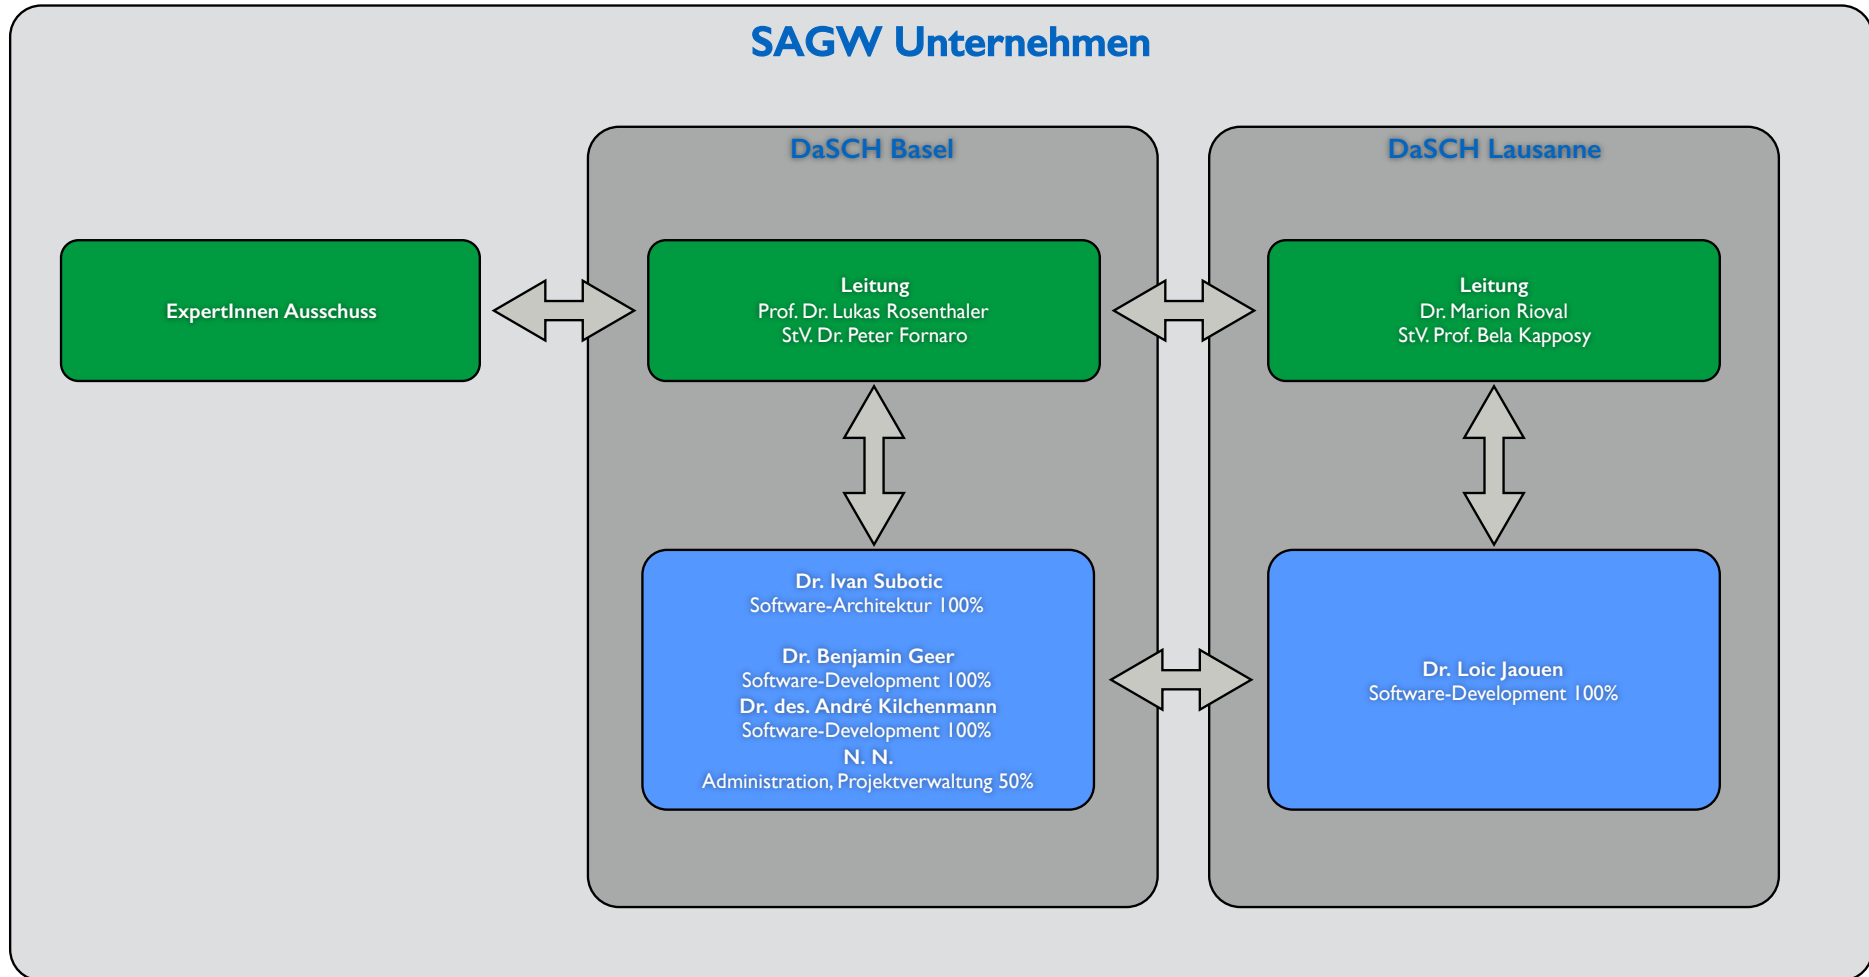 SAGW Unternehmen
DaSCH Basel
DaSCH Lausanne
ExpertInnen Ausschuss
Leitung
Prof. Dr. Lukas Rosenthaler
StV. Dr. Peter Fornaro
Leitung
Dr. Marion Rioval
StV. Prof. Bela Kapposy
Dr. Ivan Subotic
Software-Architektur 100%
Dr. Benjamin Geer
Software-Development 100%
Dr. des. André Kilchenmann
Software-Development 100%
N. N.
Administration, Projektverwaltung 50%
Dr. Loic Jaouen
Software-Development 100%